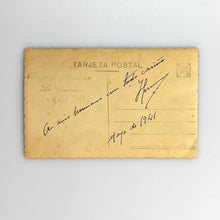 TARJETA POSTAL
A mis hermanos con todo cariño
Mayo de 1941